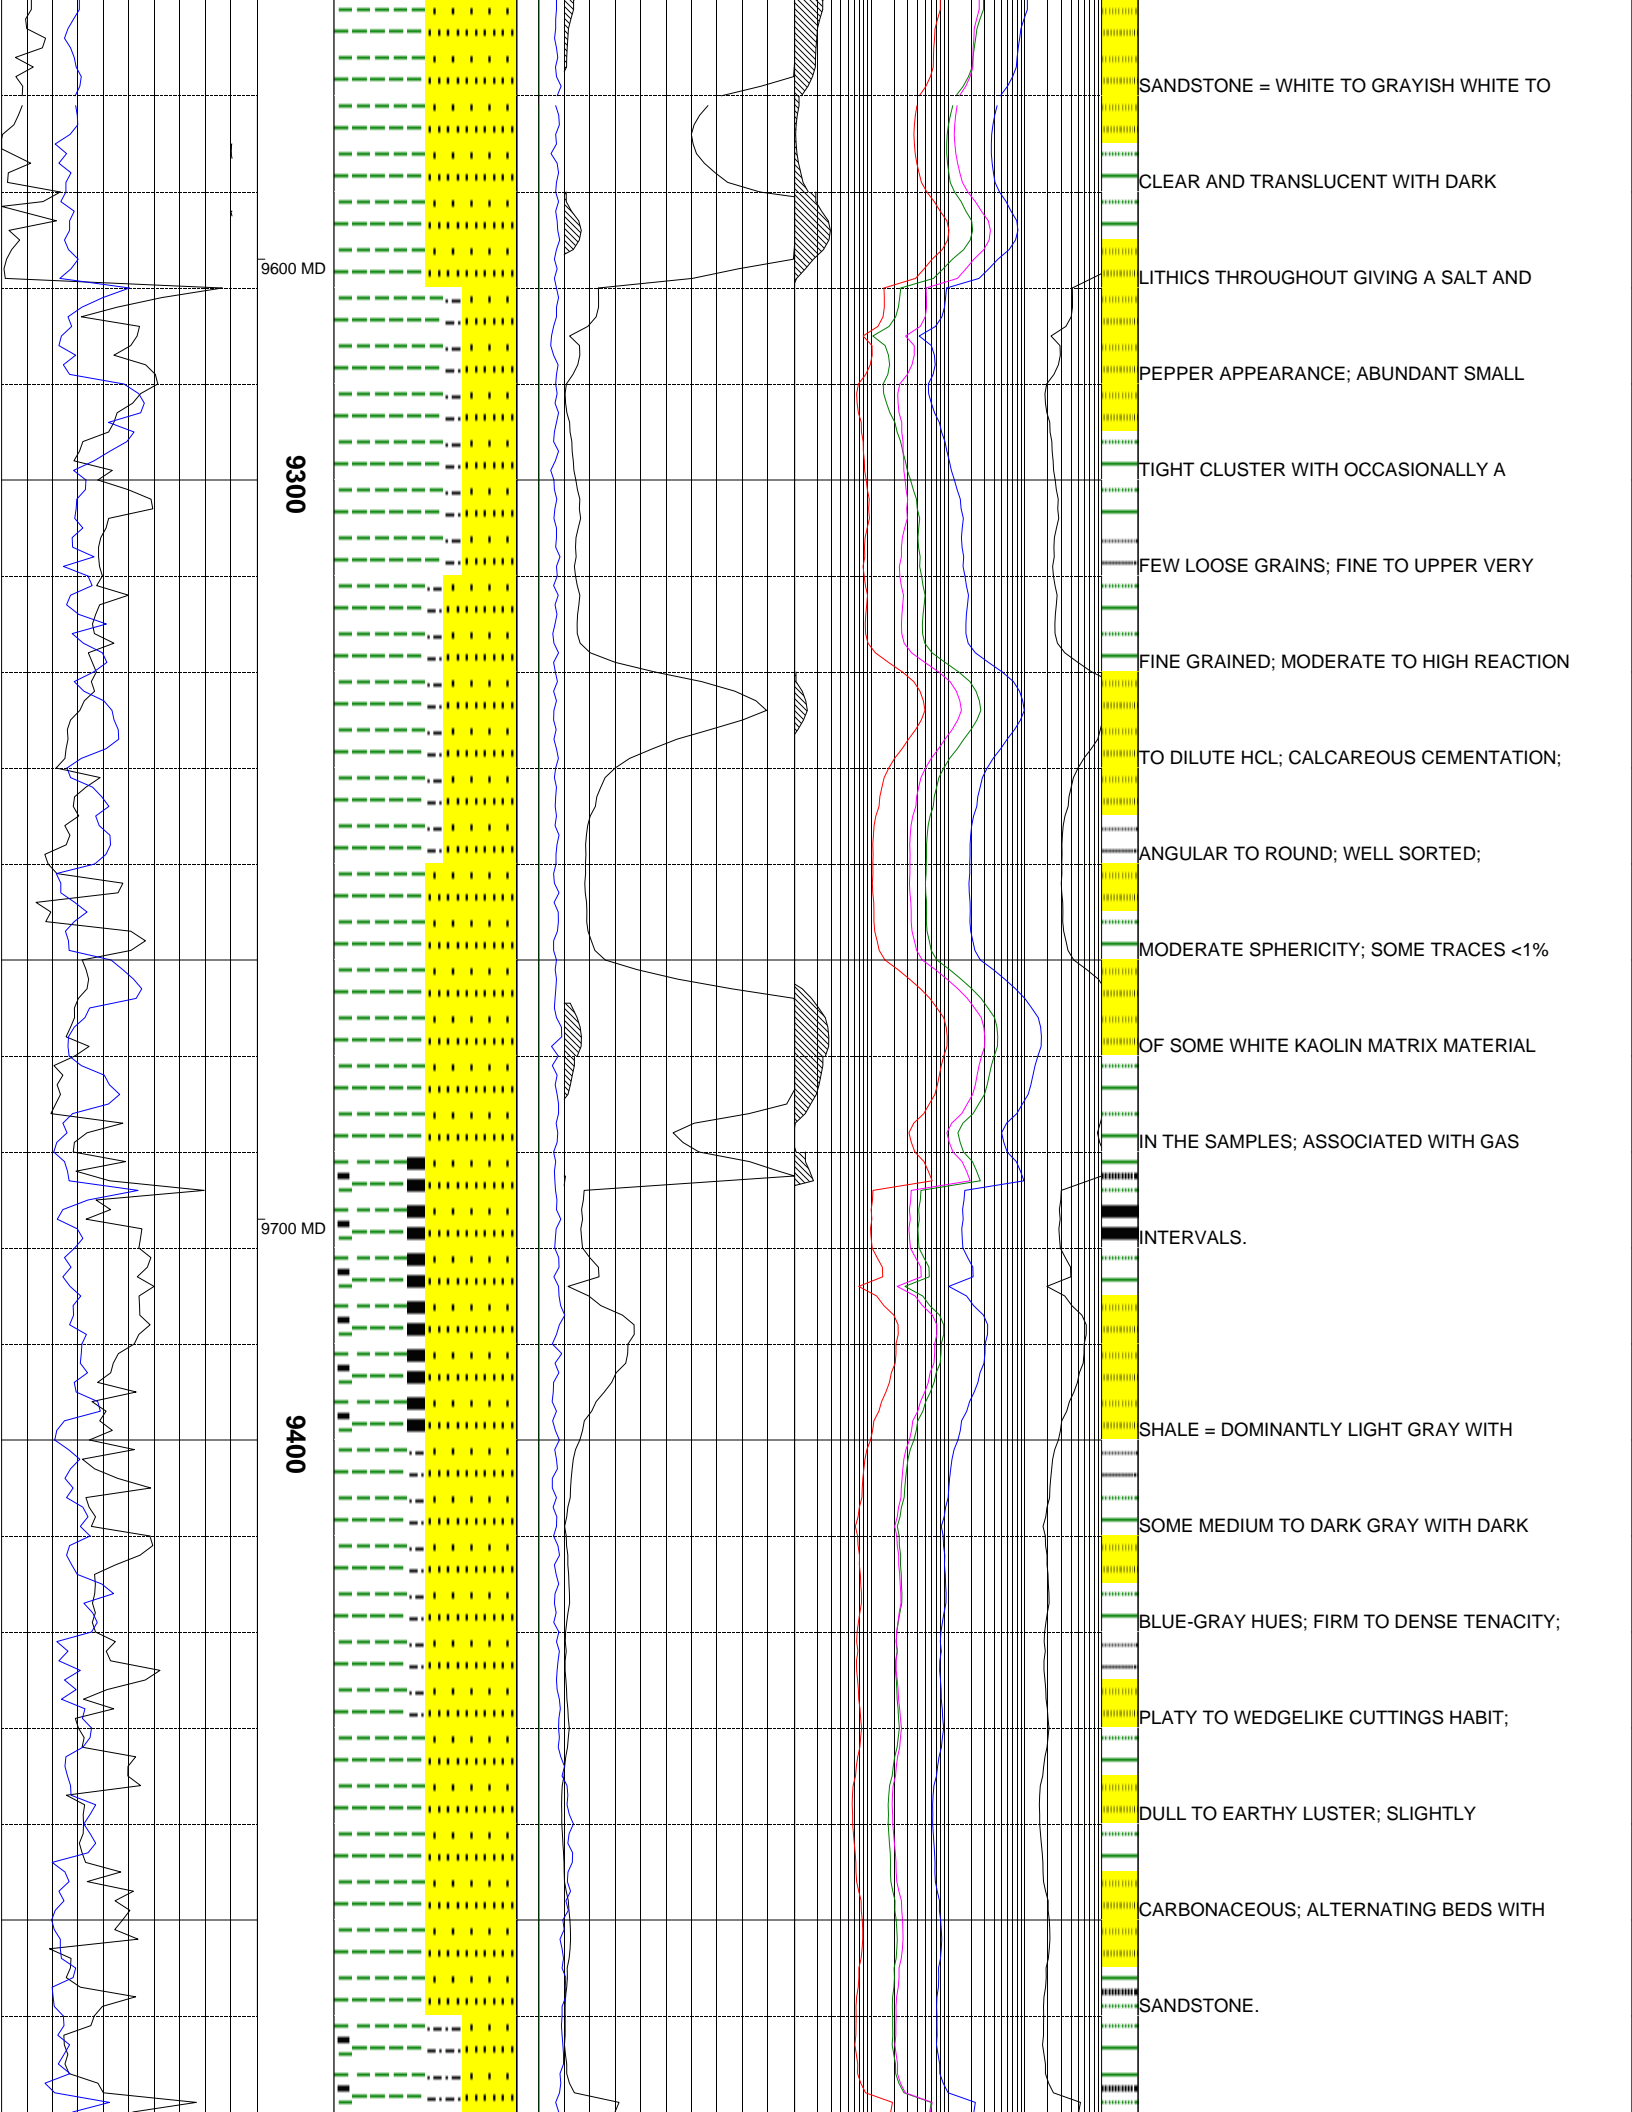 SANDSTONE = WHITE TO GRAYISH WHITE TO
CLEAR AND TRANSLUCENT WITH DARK
9600 MD
LITHICS THROUGHOUT GIVING A SALT AND
PEPPER APPEARANCE; ABUNDANT SMALL
9300
TIGHT CLUSTER WITH OCCASIONALLY A
FEW LOOSE GRAINS; FINE TO UPPER VERY
FINE GRAINED; MODERATE TO HIGH REACTION
TO DILUTE HCL; CALCAREOUS CEMENTATION;
ANGULAR TO ROUND; WELL SORTED;
MODERATE SPHERICITY; SOME TRACES <1%
OF SOME WHITE KAOLIN MATRIX MATERIAL
IN THE SAMPLES; ASSOCIATED WITH GAS
9700 MD
INTERVALS.
SHALE = DOMINANTLY LIGHT GRAY WITH
9400
SOME MEDIUM TO DARK GRAY WITH DARK
BLUE-GRAY HUES; FIRM TO DENSE TENACITY;
PLATY TO WEDGELIKE CUTTINGS HABIT;
DULL TO EARTHY LUSTER; SLIGHTLY
CARBONACEOUS; ALTERNATING BEDS WITH
SANDSTONE.